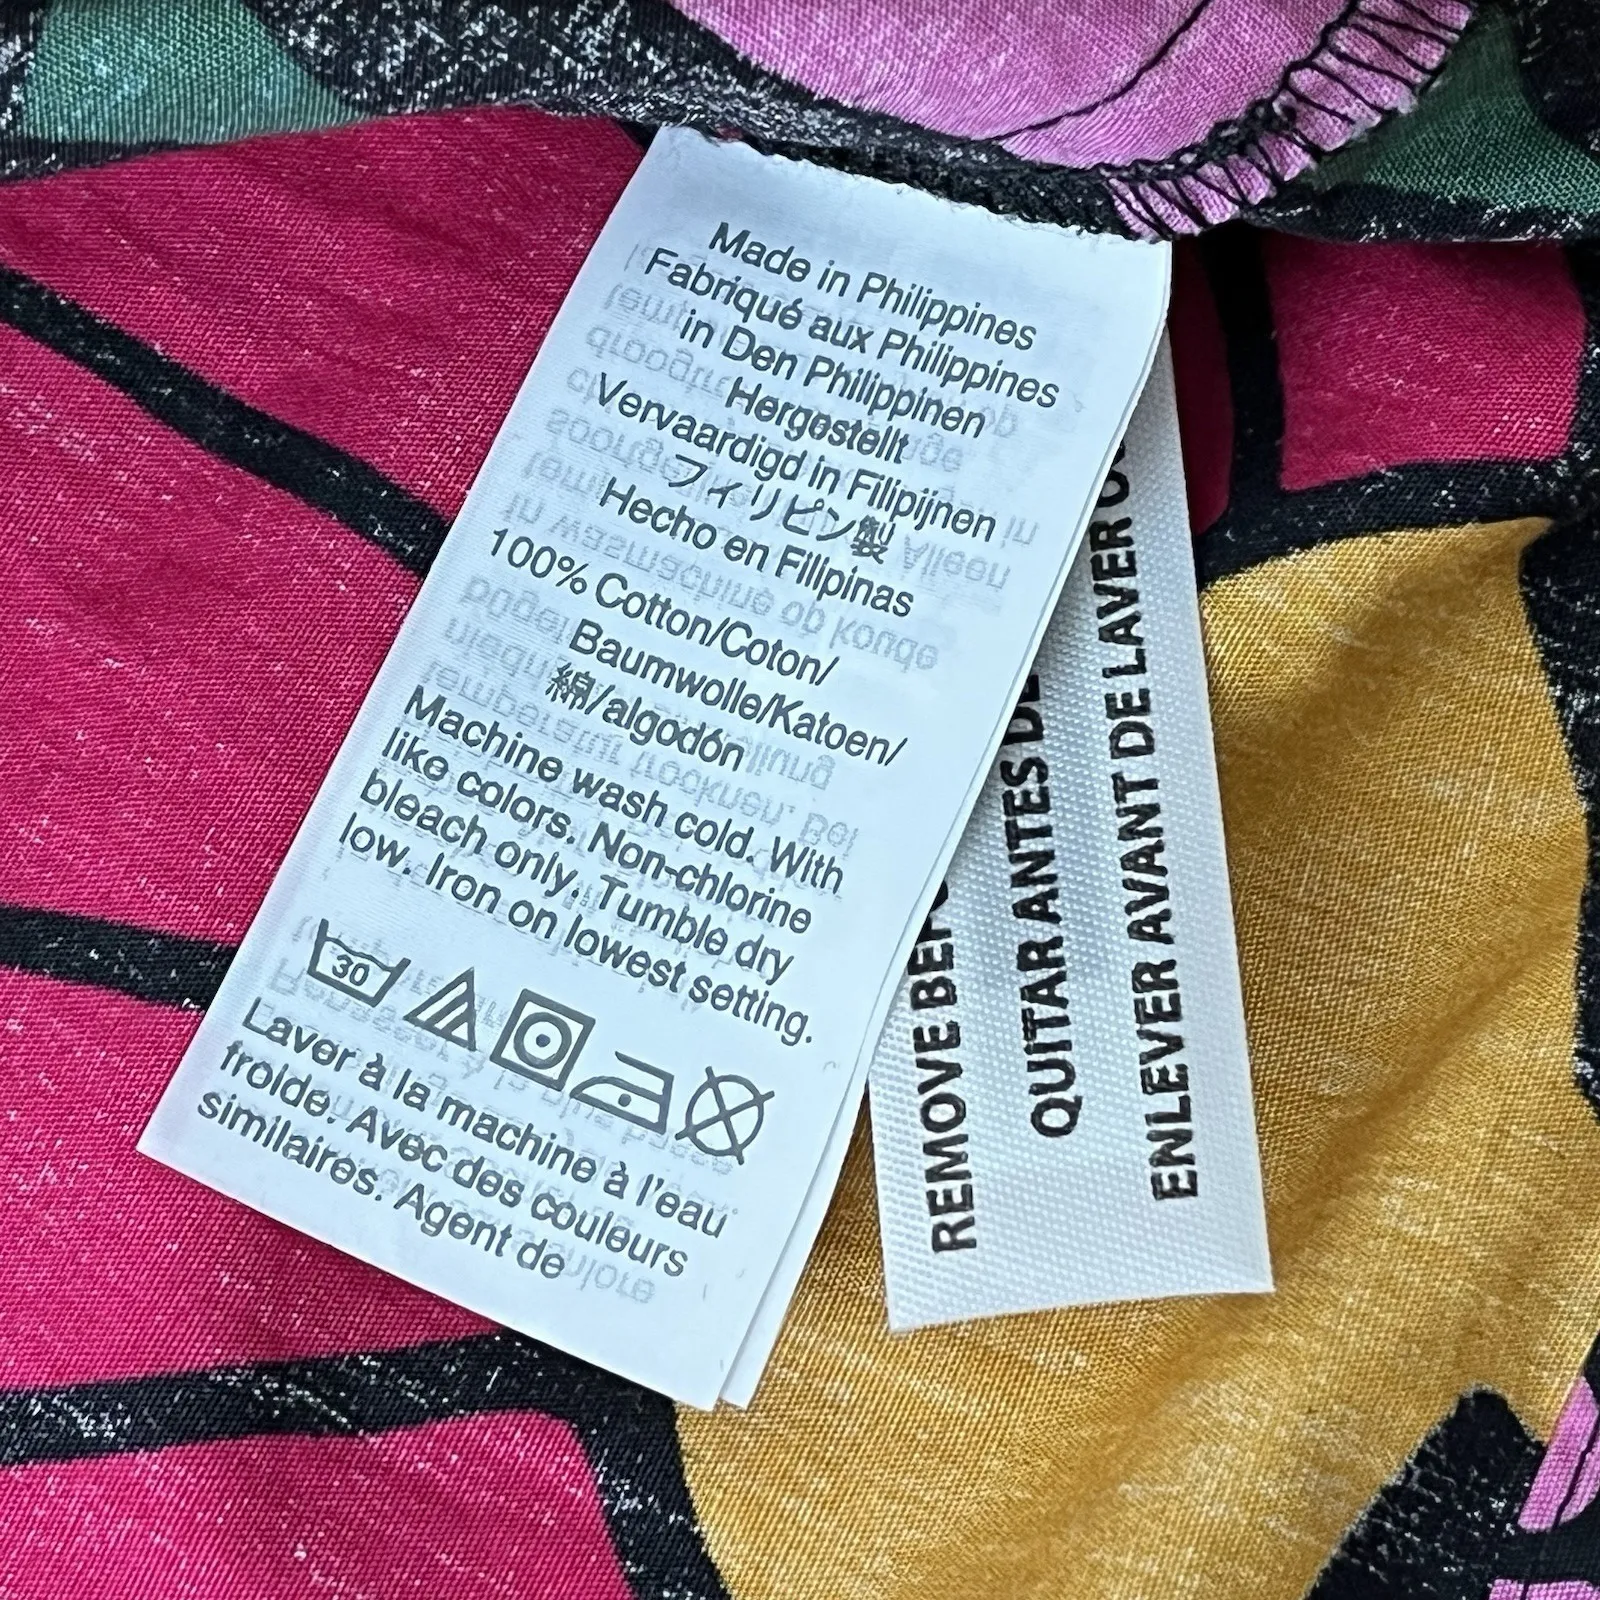 Made in Philippines
Fabriqué aux Philippines
in Den Philippinen
Hergestellt
Vervaardigd in Filipijnen
フィリピン製
Hecho en Filipinas
100% Cotton/Coton/
Baumwolle/Katoen/
綿/algodón
Machine wash cold. With
like colors. Non-chlorine
bleach only. Tumble dry
low. Iron on lowest setting.
30
Laver à la machine à l'eau
froide. Avec des couleurs
similaires. Agent de
REMOVE
QUITAR ANTES DE
ENLEVER AVANT DE LAVER